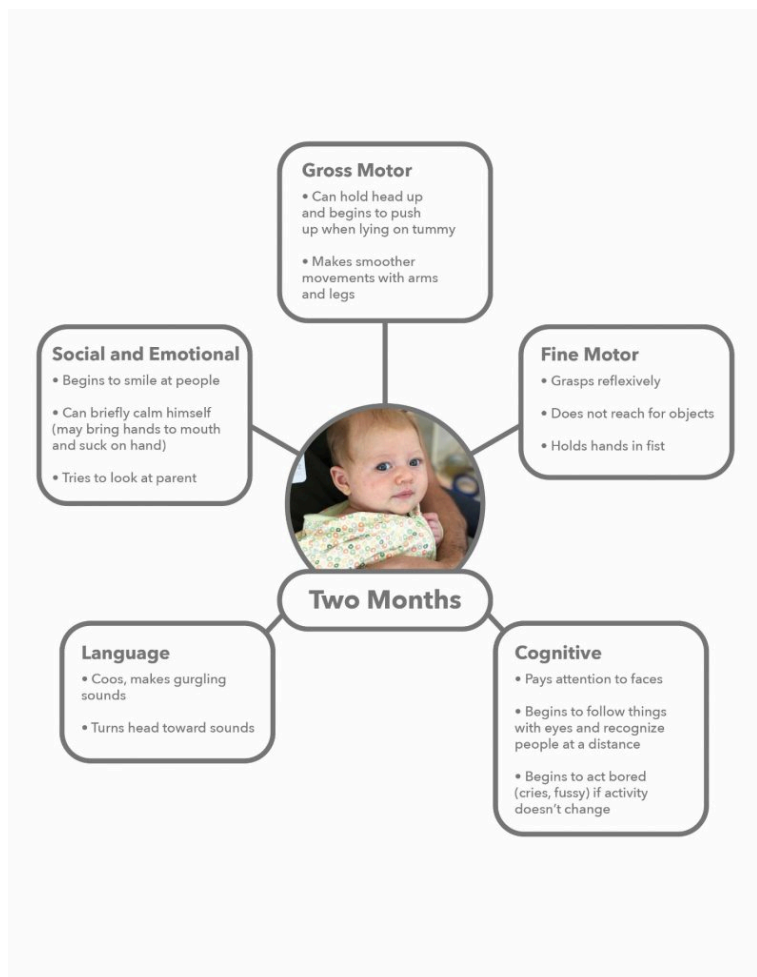 Gross Motor
• Can hold head up
and begins to push
up when lying on tummy
• Makes smoother
movements with arms
and legs
Social and Emotional
• Begins to smile at people
• Can briefly calm himself
(may bring hands to mouth
and suck on hand)
• Tries to look at parent
Fine Motor
• Grasps reflexively
• Does not reach for objects
• Holds hands in fist
Two Months
Language
• Coos, makes gurgling
sounds
• Turns head toward sounds
Cognitive
• Pays attention to faces
• Begins to follow things
with eyes and recognize
people at a distance
• Begins to act bored
(cries, fussy) if activity
doesn't change